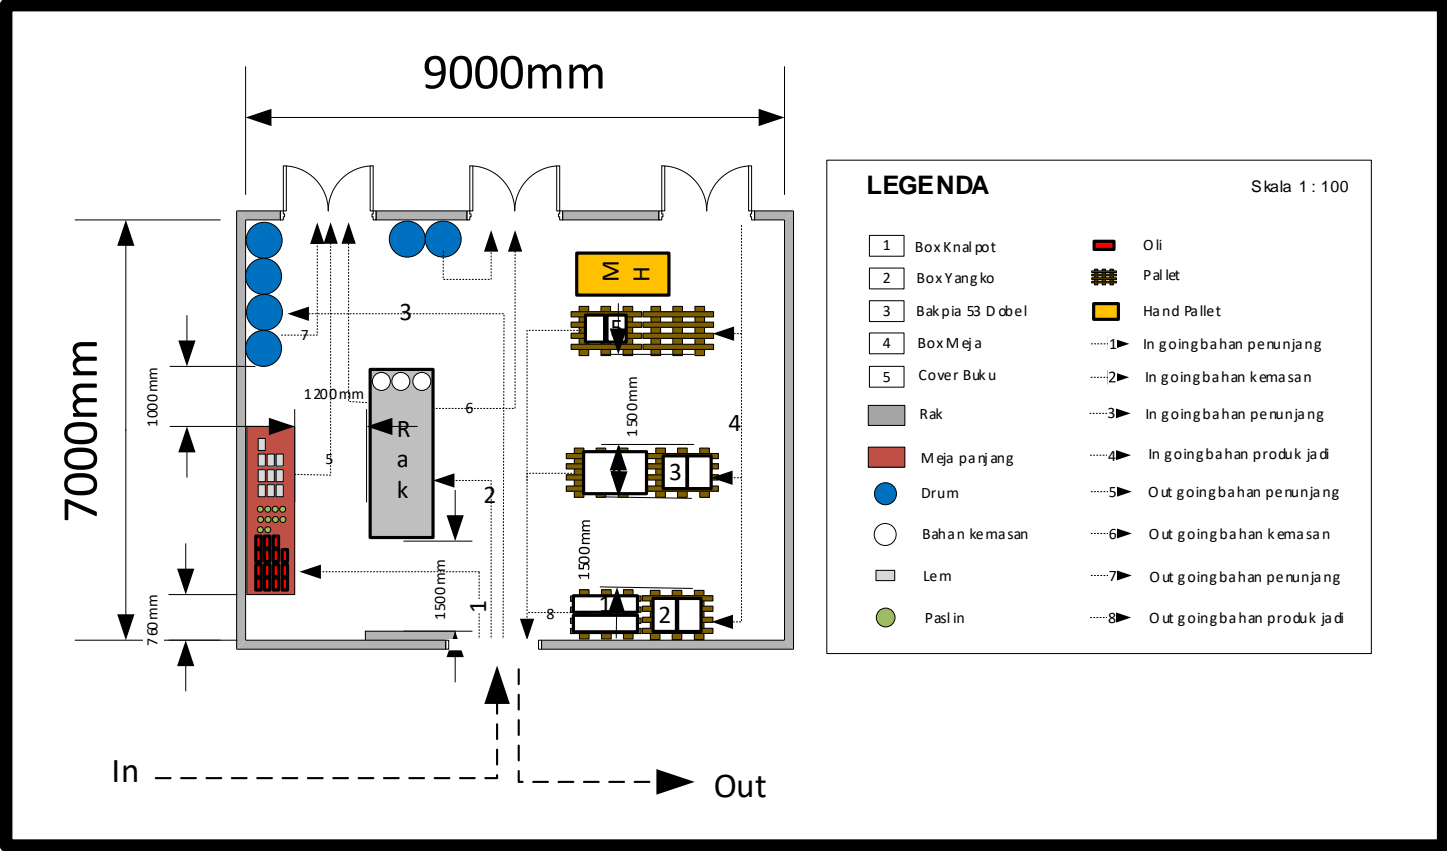 9000mm
7000mm
1000mm
760mm
1200mm
1500mm
1500mm
1500mm
3
7
6
5
2
1
4
8
Rak
MH
3
1
2
In
Out
LEGENDA
Skala 1 : 100
1 Box Knalpot
2 Box Yangko
3 Bakpia 53 Dobel
4 Box Meja
5 Cover Buku
Rak
Meja panjang
Drum
Bahan kemasan
Lem
Paslin
Oli
Pallet
Hand Pallet
1 In going bahan penunjang
2 In going bahan kemasan
3 In going bahan penunjang
4 In going bahan produk jadi
5 Out going bahan penunjang
6 Out going bahan kemasan
7 Out going bahan penunjang
8 Out going bahan produk jadi